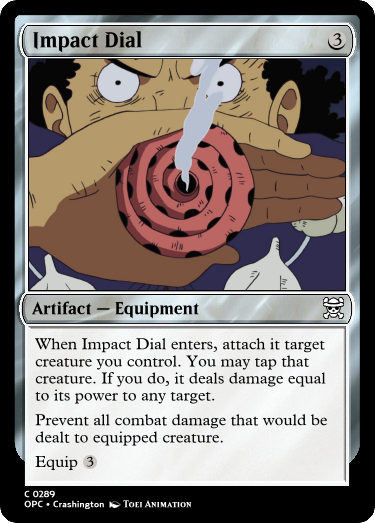 Impact Dial 3
Artifact — Equipment
When Impact Dial enters, attach it target
creature you control. You may tap that
creature. If you do, it deals damage equal
to its power to any target.
Prevent all combat damage that would be
dealt to equipped creature.
Equip 3
C 0289
OPC • Crashington TOEI ANIMATION